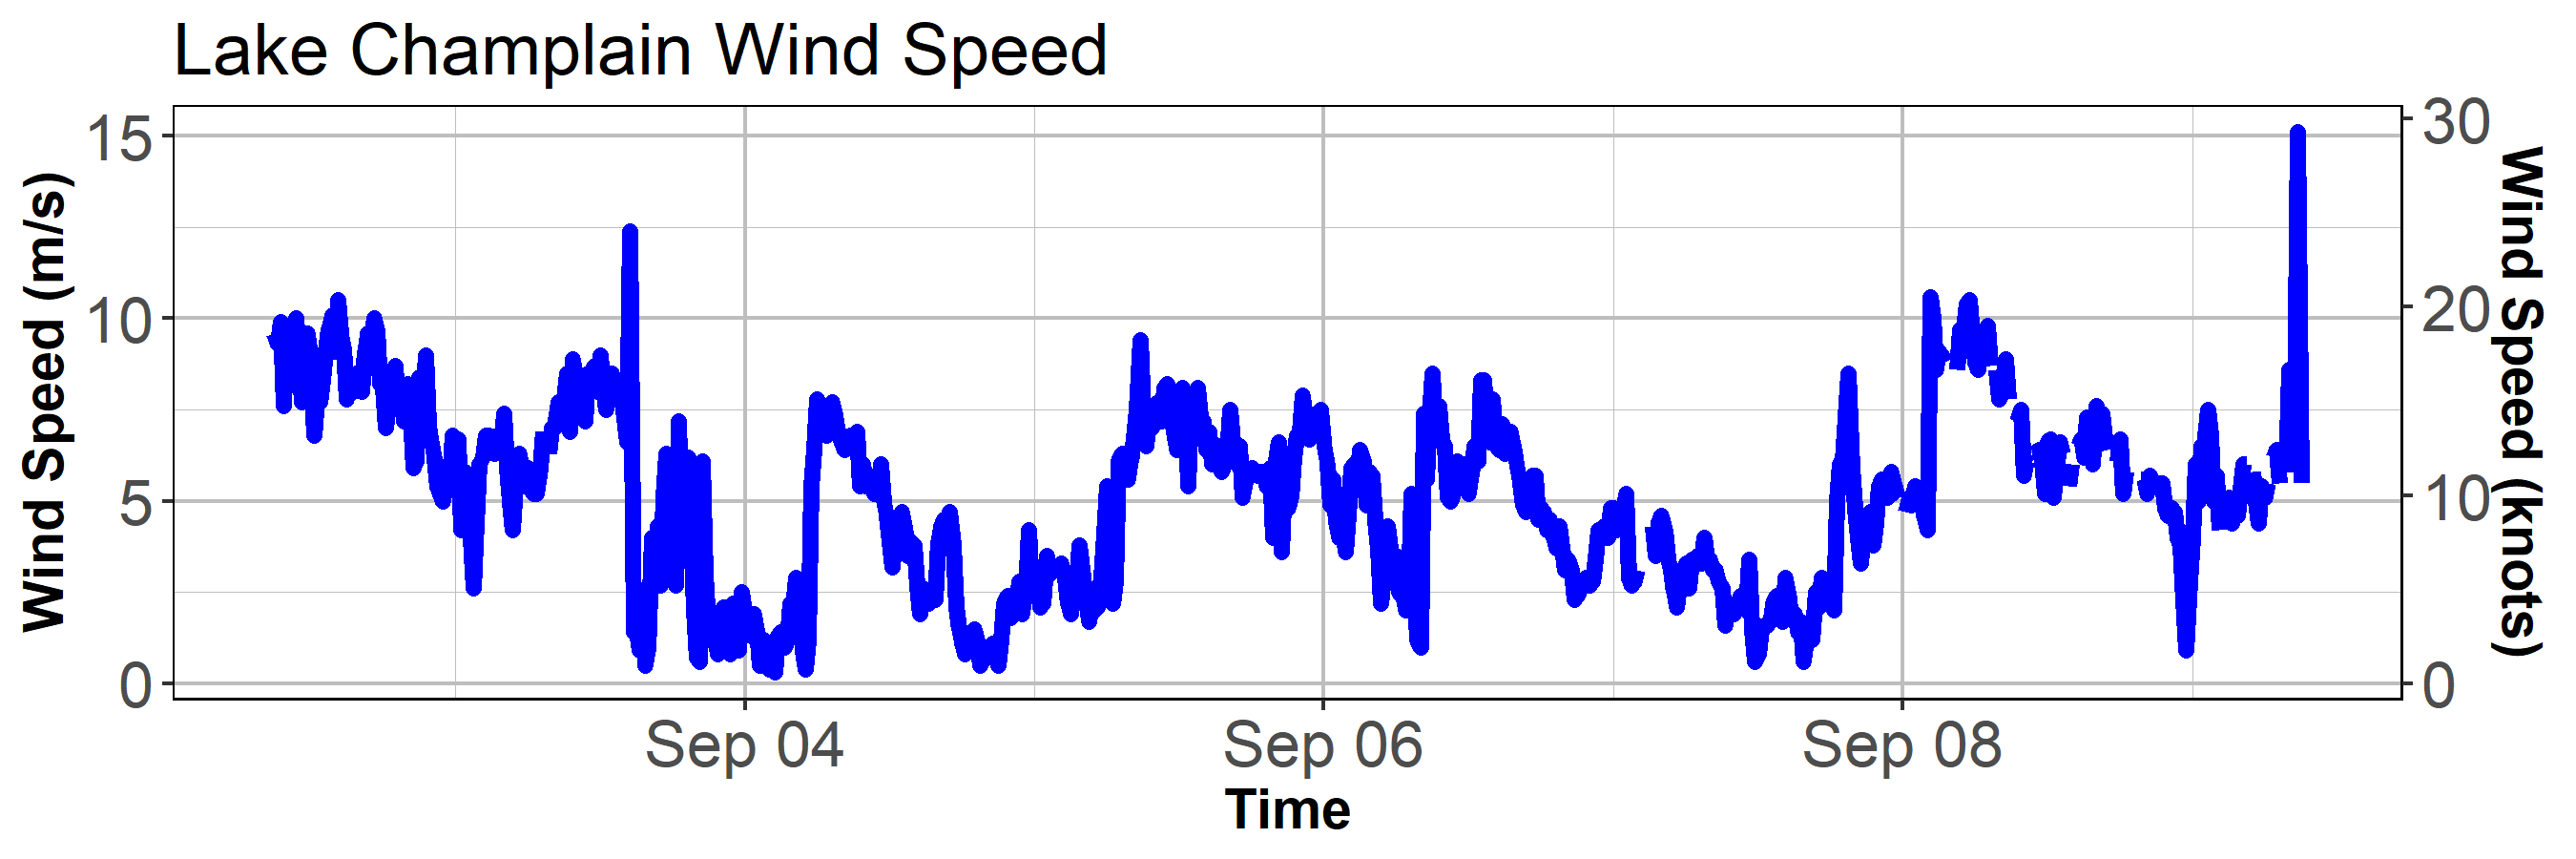 Lake Champlain Wind Speed
Wind Speed (m/s)
15
10
5
0
30
20
10
0
Wind Speed (knots)
Sep 04
Sep 06
Sep 08
Time